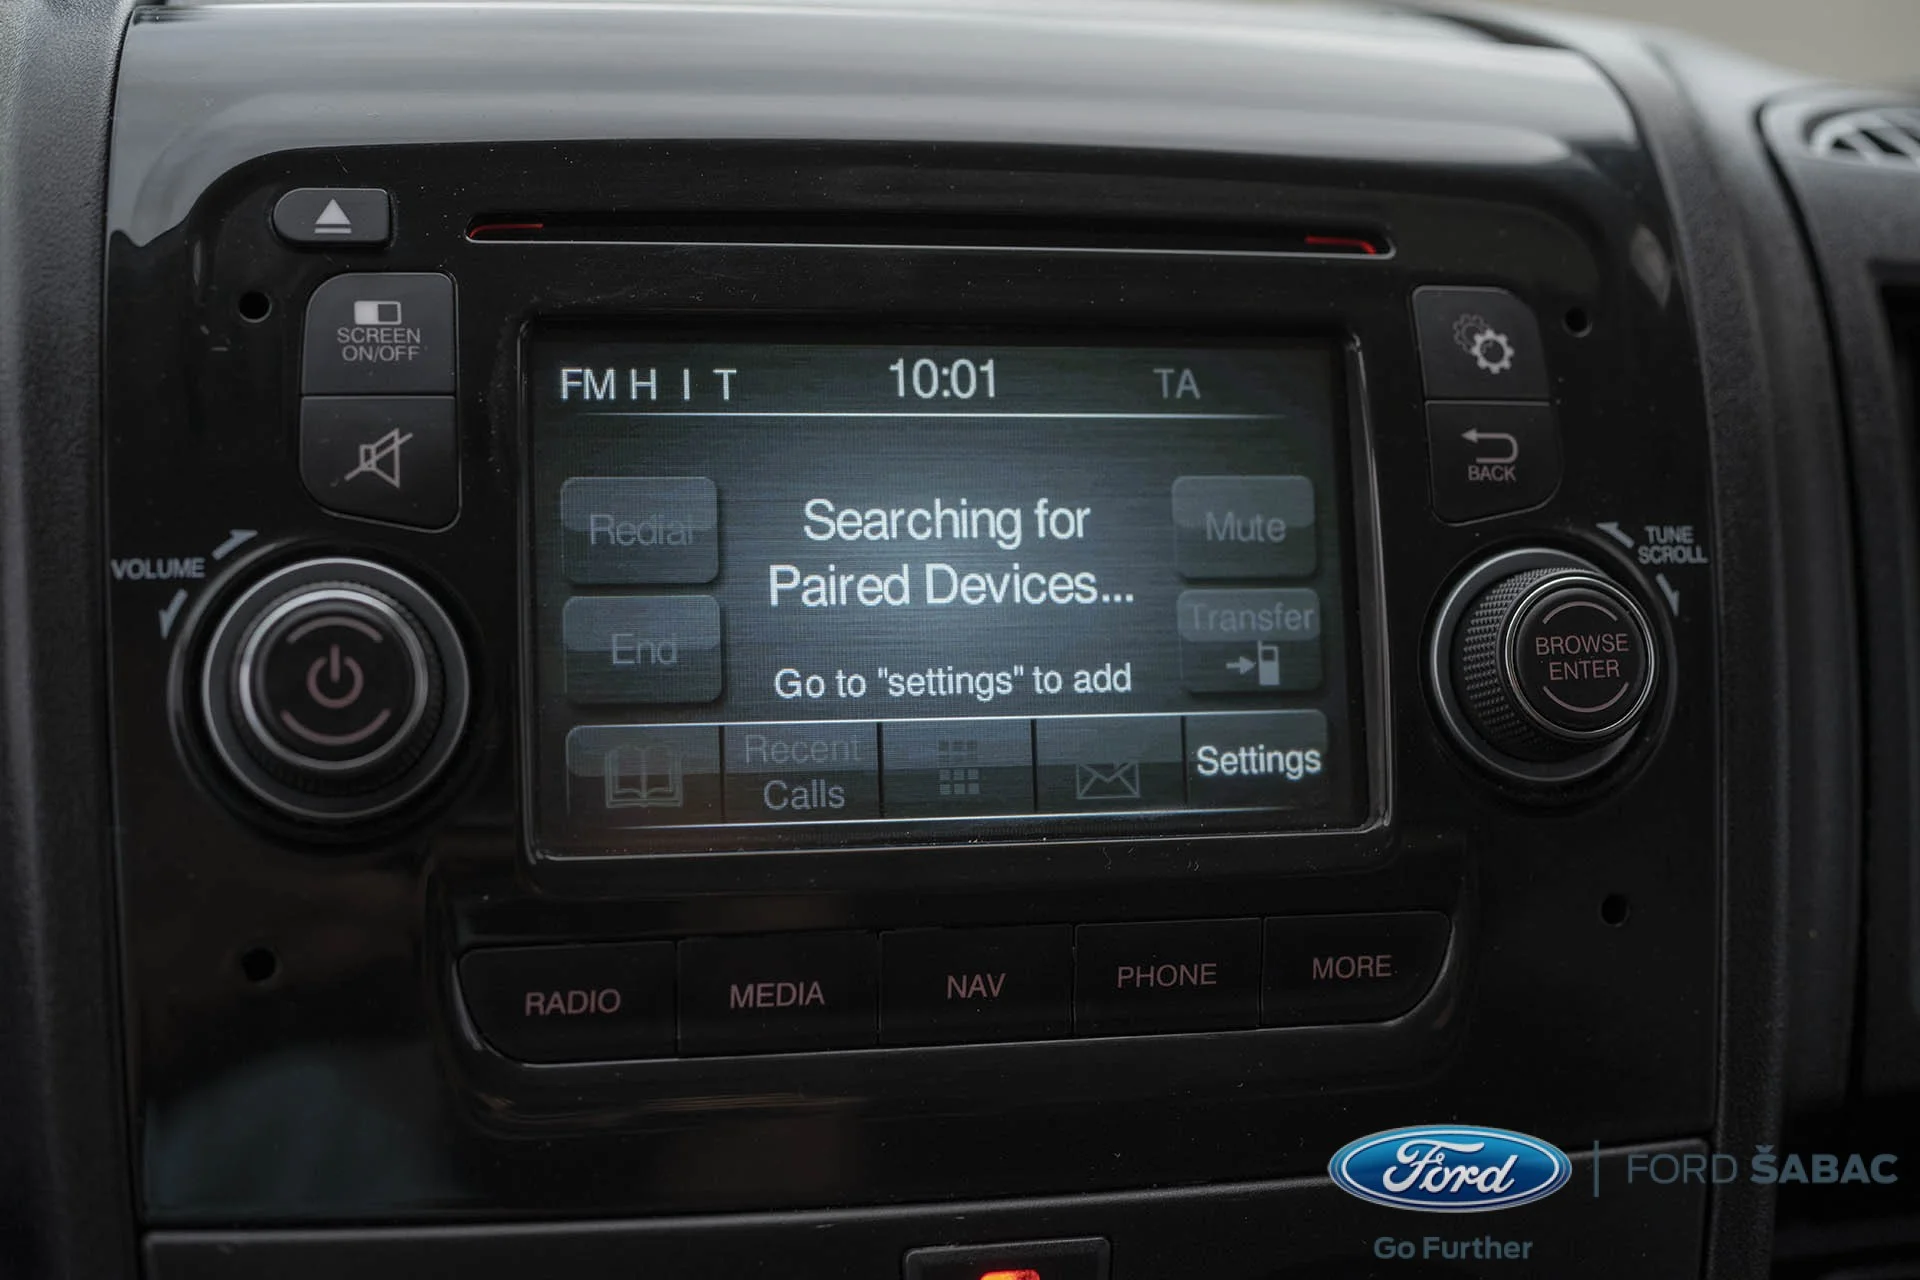 SCREEN
ON/OFF
VOLUME
FM H I T 10:01 TA
Redial
Searching for
Paired Devices...
Mute
End
Transfer
Go to "settings" to add
Recent
Calls
Settings
BACK
TUNE
SCROLL
BROWSE
ENTER
RADIO
MEDIA
NAV
PHONE
MORE
Ford
FORD ŠABAC
Go Further